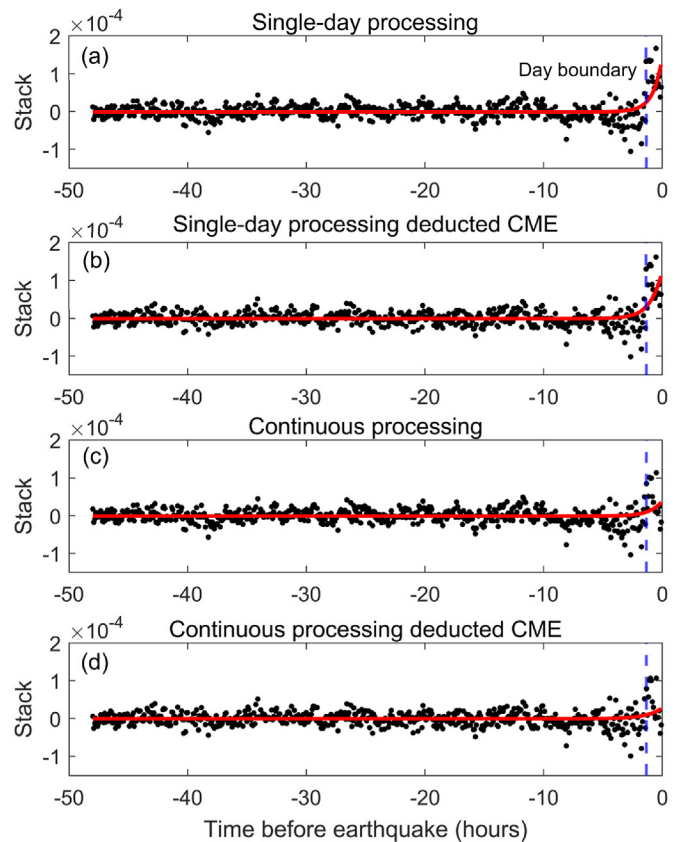 ×10-4 Single-day processing
(a)
Day boundary
Stack
2
1
0
-1
-50 -40 -30 -20 -10 0
×10-4 Single-day processing deducted CME
(b)
Stack
2
1
0
-1
-50 -40 -30 -20 -10 0
×10-4 Continuous processing
(c)
Stack
2
1
0
-1
-50 -40 -30 -20 -10 0
×10-4 Continuous processing deducted CME
(d)
Stack
2
1
0
-1
-50 -40 -30 -20 -10 0
Time before earthquake (hours)